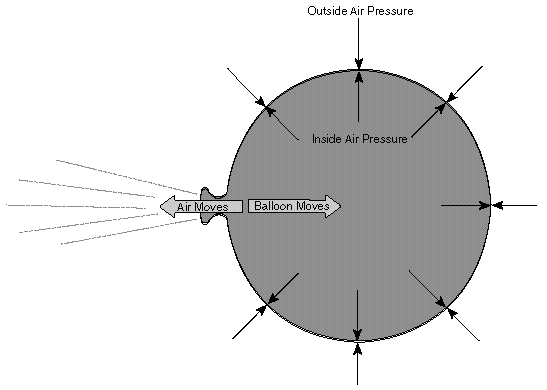 Outside Air Pressure
Inside Air Pressure
Air Moves
Balloon Moves